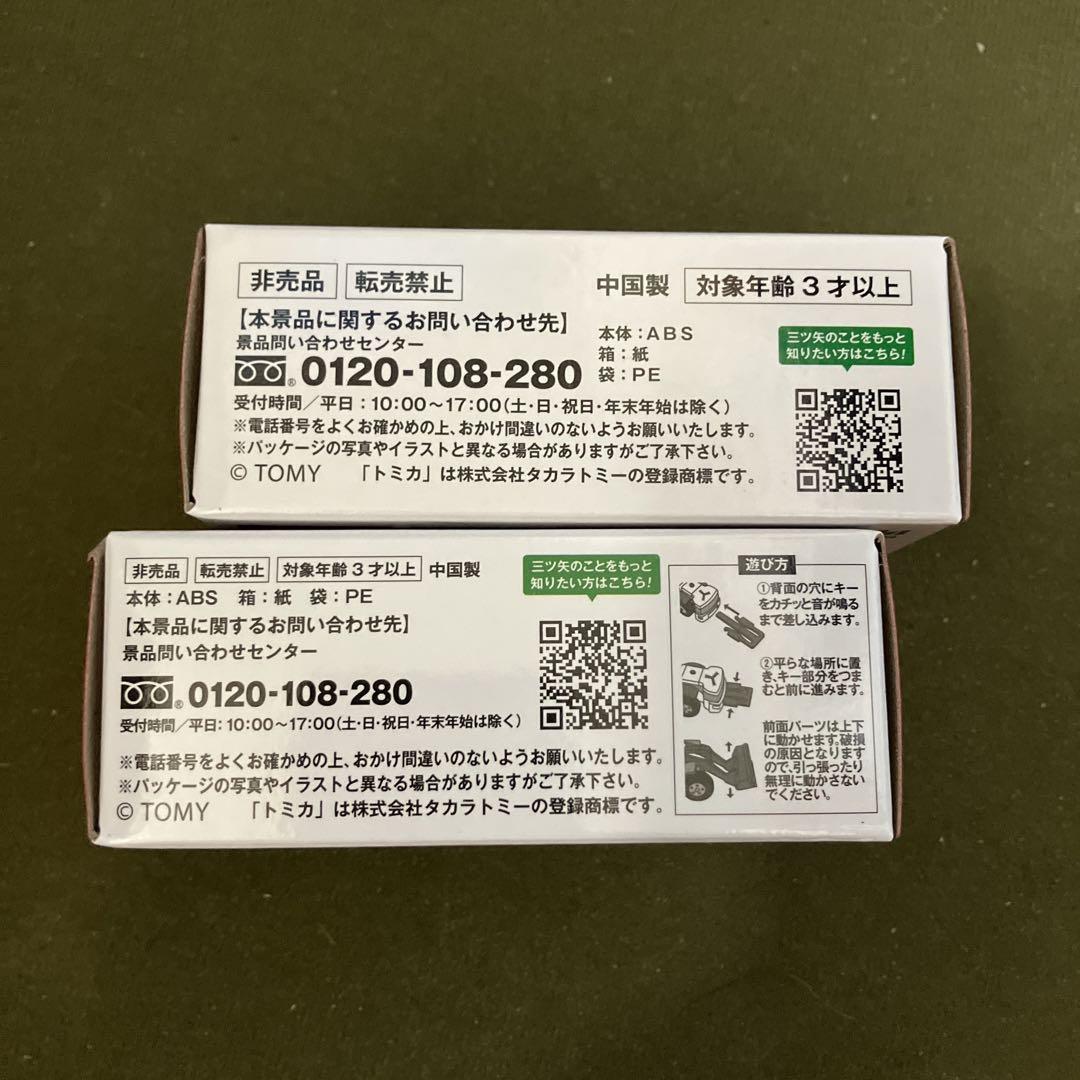 非売品 転売禁止 中国製 対象年齢 3 才以上
【本景品に関するお問い合わせ先】
景品問い合わせセンター
0120-108-280
受付時間/平日:10:00~17:00(土・日・祝日・年末年始は除く)
※電話番号をよくお確かめの上、おかけ間違いのないようお願いいたします。
※パッケージの写真やイラストと異なる場合がありますがご了承下さい。
© TOMY 「トミカ」は株式会社タカラトミーの登録商標です。
本体:ABS
箱:紙
袋:PE
三ツ矢のことをもっと
知りたい方はこちら!
非売品 転売禁止 対象年齢 3 才以上 中国製
本体:ABS 箱:紙 袋:PE
【本景品に関するお問い合わせ先】
景品問い合わせセンター
0120-108-280
受付時間/平日:10:00~17:00(土・日・祝日・年末年始は除く)
※電話番号をよくお確かめの上、おかけ間違いのないようお願いいたします。
※パッケージの写真やイラストと異なる場合がありますがご了承下さい。
© TOMY 「トミカ」は株式会社タカラトミーの登録商標です。
三ツ矢のことをもっと
知りたい方はこちら!
遊び方
①背面の穴にキー
をカチッと音が鳴る
まで差し込みます。
②平らな場所に置
き、キー部分をつま
むと前に進みます。
前面パーツは上下
に動かせます。破損
の原因となります
ので、引っ張ったり
無理に動かさない
でください。